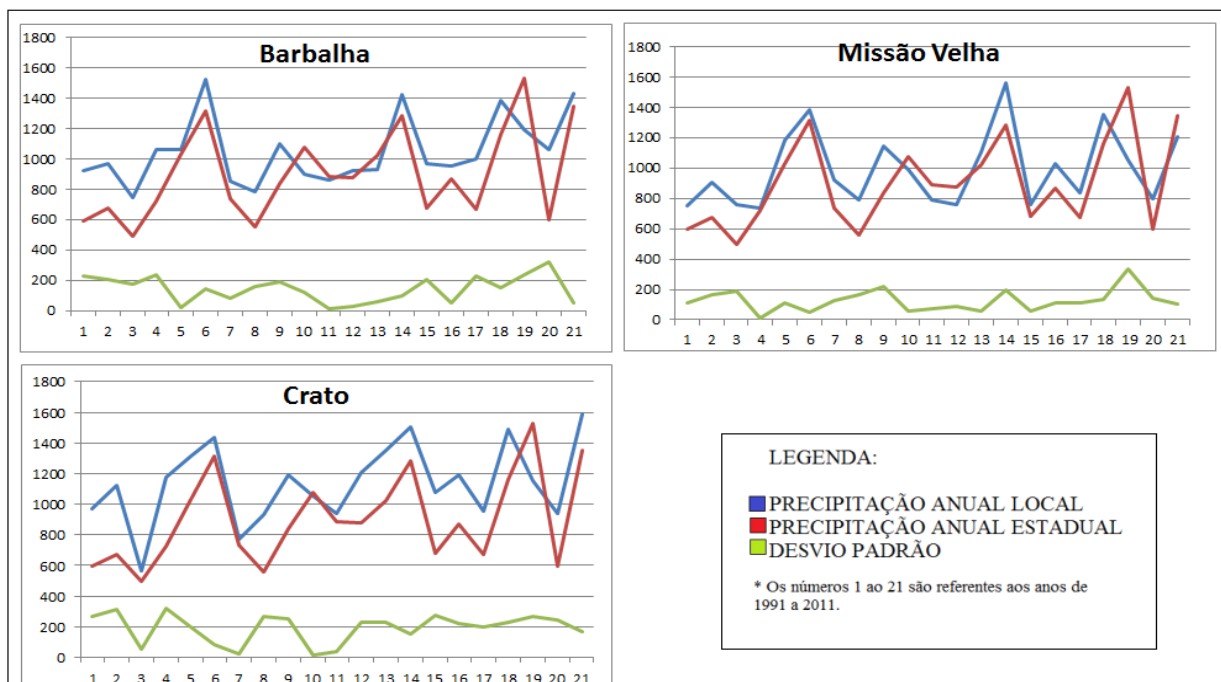 Barbalha
1800
1600
1400
1200
1000
800
600
400
200
0
1 2 3 4 5 6 7 8 9 10 11 12 13 14 15 16 17 18 19 20 21
Missão Velha
1800
1600
1400
1200
1000
800
600
400
200
0
1 2 3 4 5 6 7 8 9 10 11 12 13 14 15 16 17 18 19 20 21
Crato
1800
1600
1400
1200
1000
800
600
400
200
0
1 2 3 4 5 6 7 8 9 10 11 12 13 14 15 16 17 18 19 20 21
LEGENDA:
PRECIPITAÇÃO ANUAL LOCAL
PRECIPITAÇÃO ANUAL ESTADUAL
DESVIO PADRÃO
* Os números 1 ao 21 são referentes aos anos de
1991 a 2011.